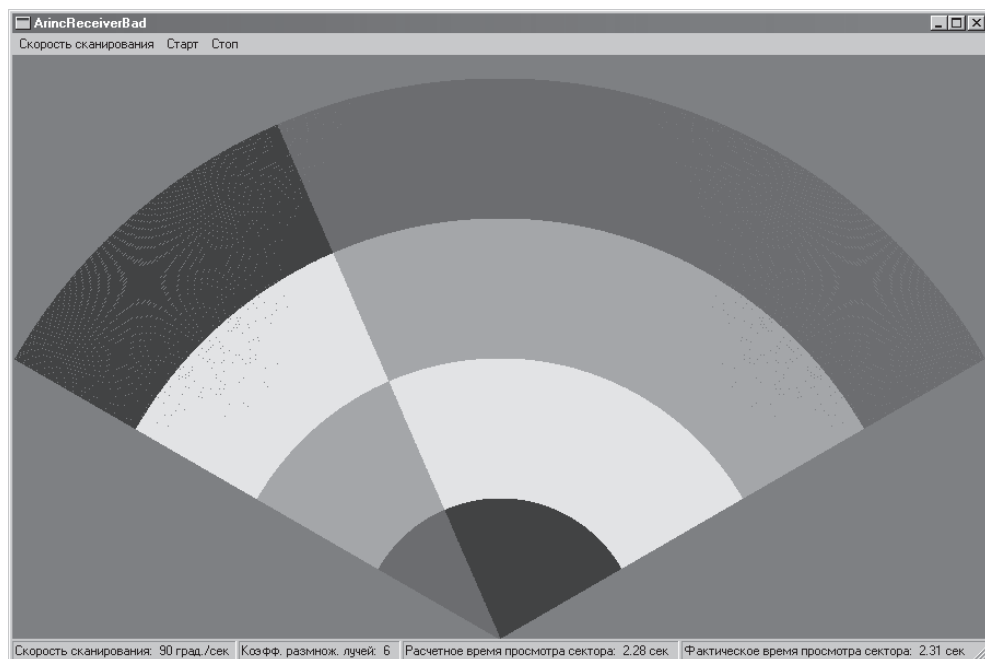 ArincReceiverBad
Скорость сканирования Старт Стоп
Скорость сканирования: 90 град./сек Коэфф. размнож. лучей: 6 Расчетное время просмотра сектора: 2.28 сек Фактическое время просмотра сектора: 2.31 сек